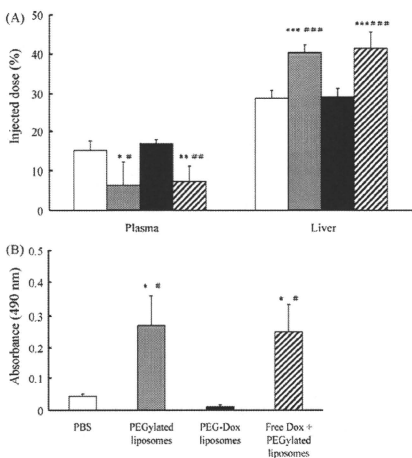 (A)
50
40
30
20
10
0
Injected dose (%)
* #
** ##
*** ###
*** ###
Plasma
Liver
(B)
0.5
0.4
0.3
0.2
0.1
0
Absorbance (490 nm)
* #
* #
PBS
PEGylated
liposomes
PEG-Dox
liposomes
Free Dox +
PEGylated
liposomes